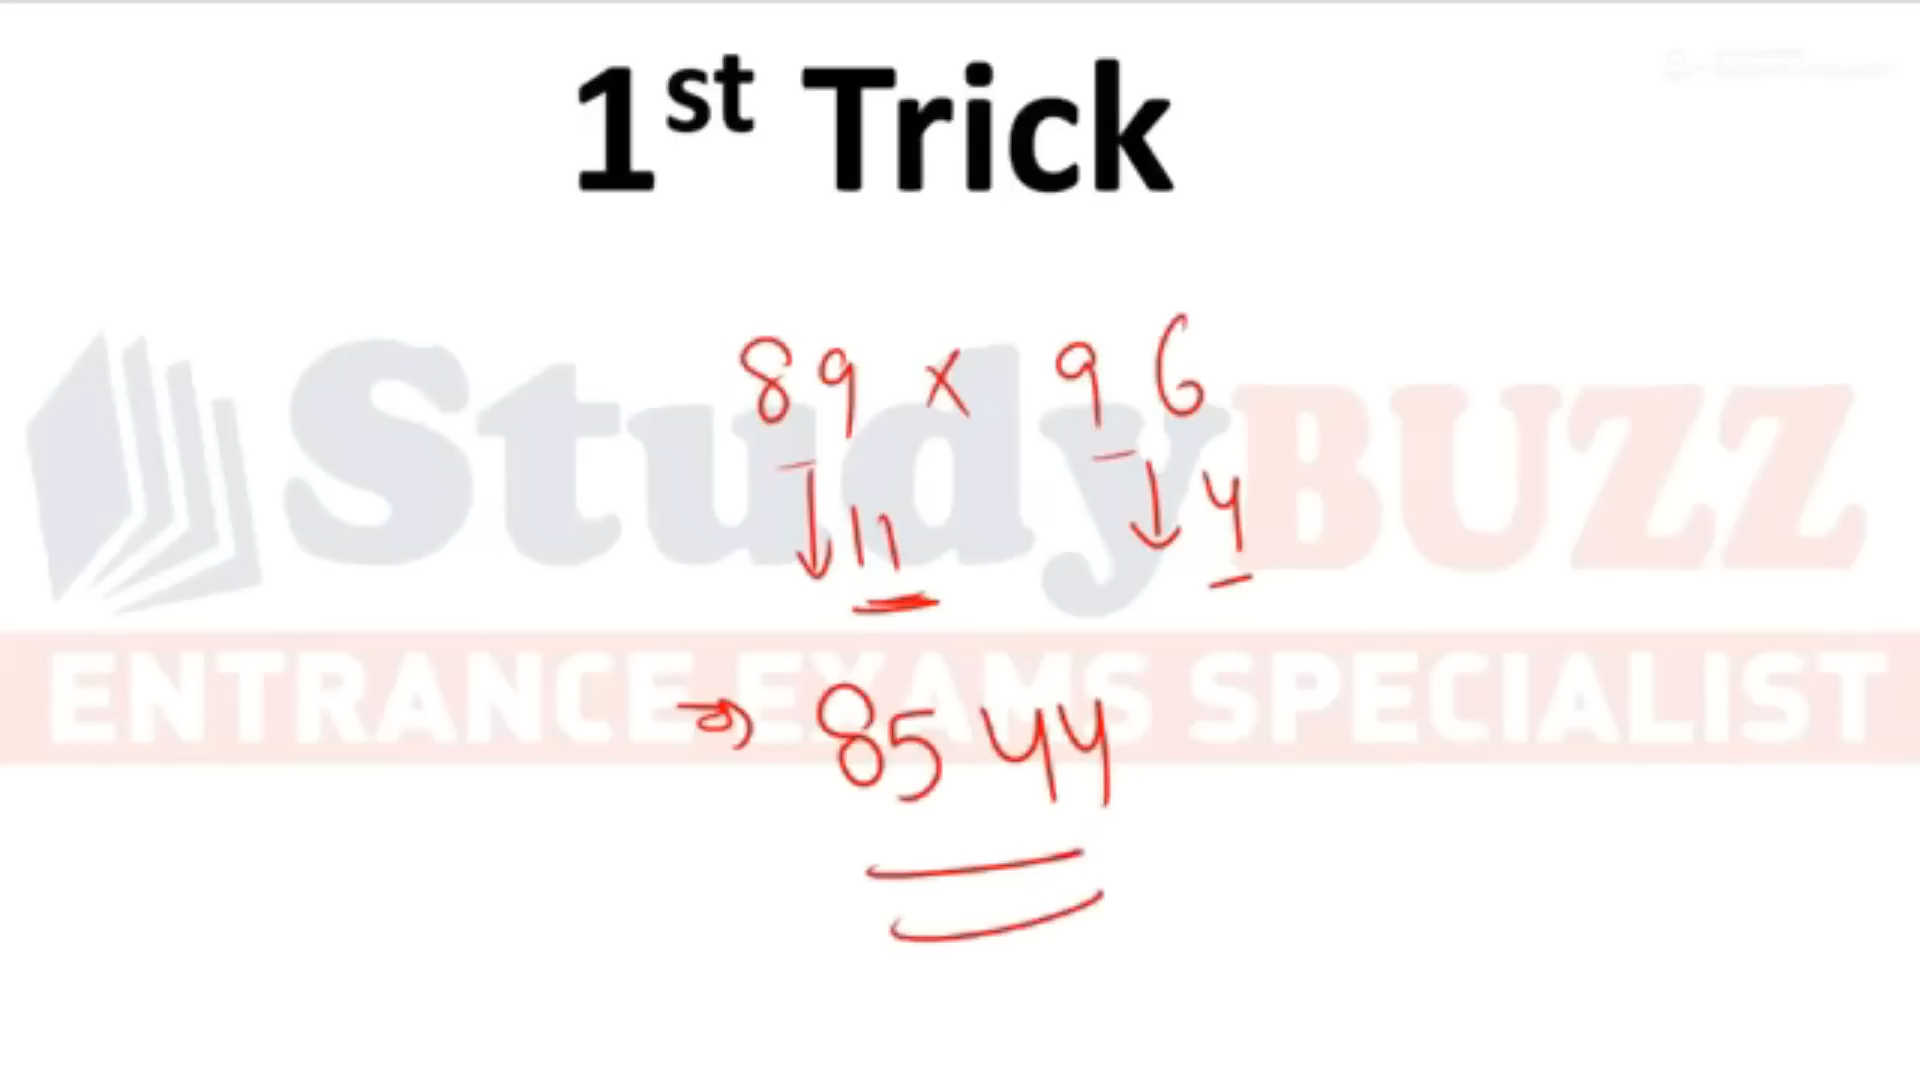 1st Trick
89 x 96
11 4
StudyBUZZ
ENTRANCE EXAMS SPECIALIST
⇒ 8544